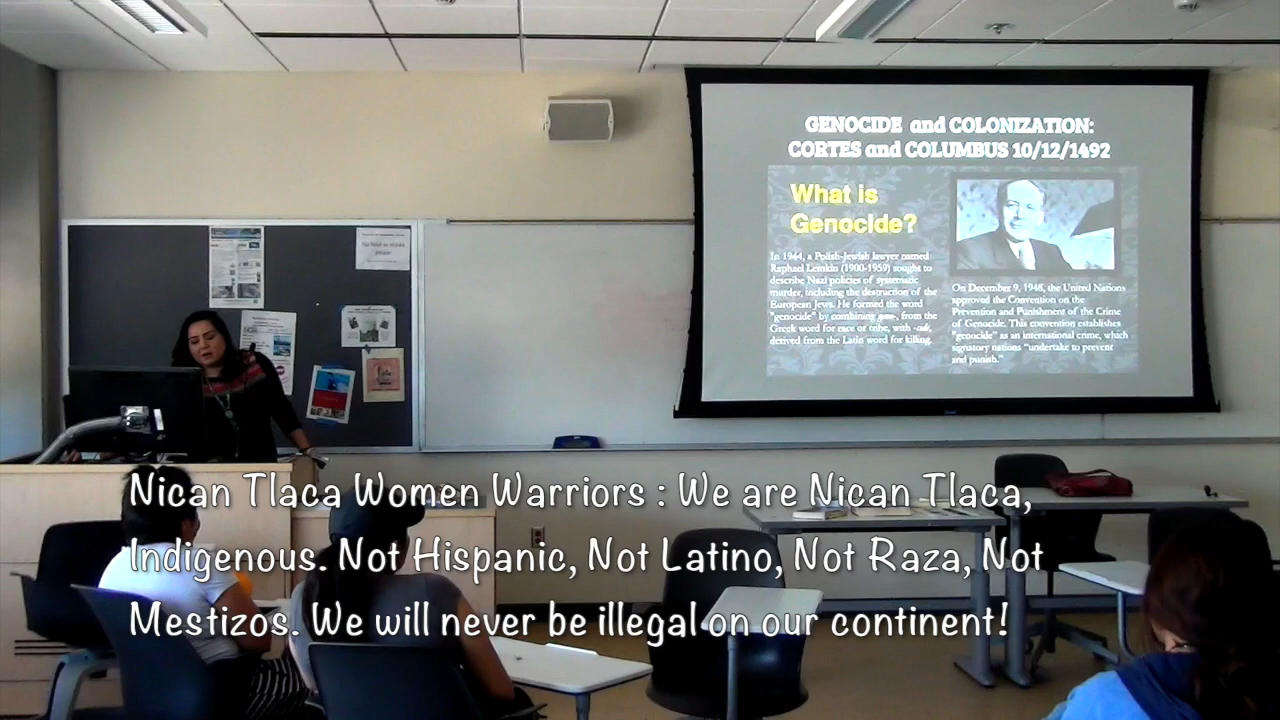 GENOCIDE and COLONIZATION:
CORTES and COLUMBUS 10/12/1492
What is
Genocide?
In 1944, a Polish-Jewish lawyer named
Raphael Lemkin (1900-1959) sought to
describe Nazi policies of systematic
murder, including the destruction of the
European Jews. He formed the word
"genocide" by combining geno-, from the
Greek word for race or tribe, with -cide,
derived from the Latin word for killing.
On December 9, 1948, the United Nations
approved the Convention on the
Prevention and Punishment of the Crime
of Genocide. This convention establishes
"genocide" as an international crime, which
signatory nations "undertake to prevent
and punish."
Nican Tlaca Women Warriors : We are Nican Tlaca,
Indigenous. Not Hispanic, Not Latino, Not Raza, Not
Mestizos. We will never be illegal on our continent!